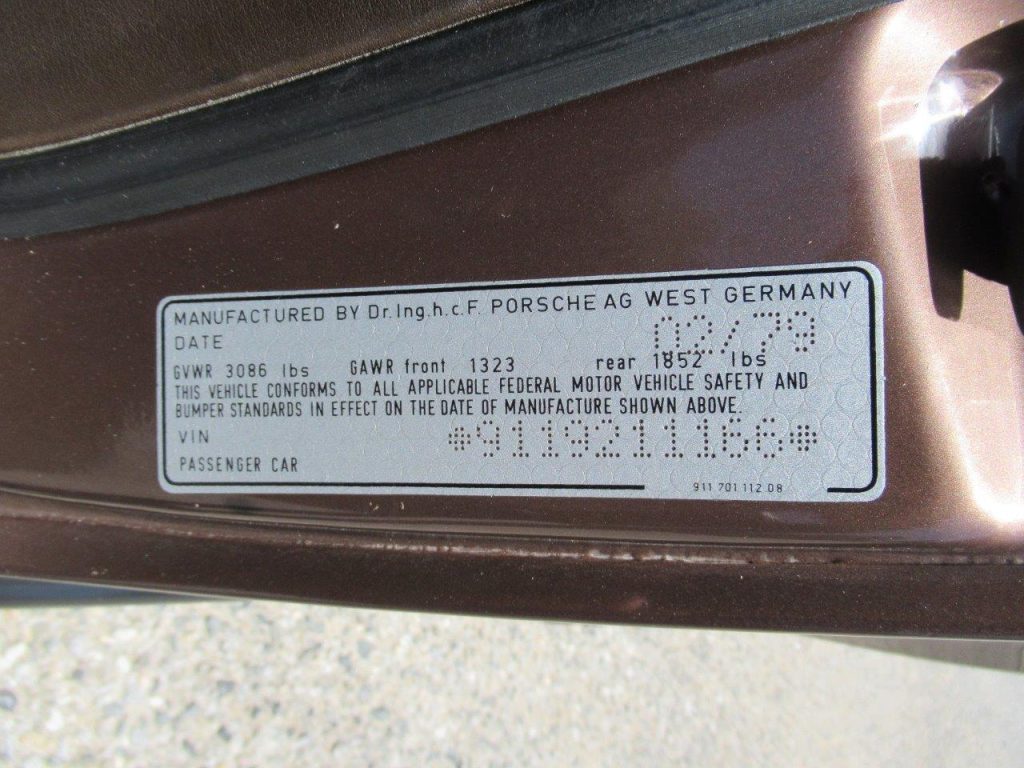 MANUFACTURED BY Dr.Ing.h.c.F. PORSCHE AG WEST GERMANY
DATE 02/79
GVWR 3086 lbs GAWR front 1323 rear 1852 lbs
THIS VEHICLE CONFORMS TO ALL APPLICABLE FEDERAL MOTOR VEHICLE SAFETY AND
BUMPER STANDARDS IN EFFECT ON THE DATE OF MANUFACTURE SHOWN ABOVE.
VIN *9119211166*
PASSENGER CAR
911 701 112 08